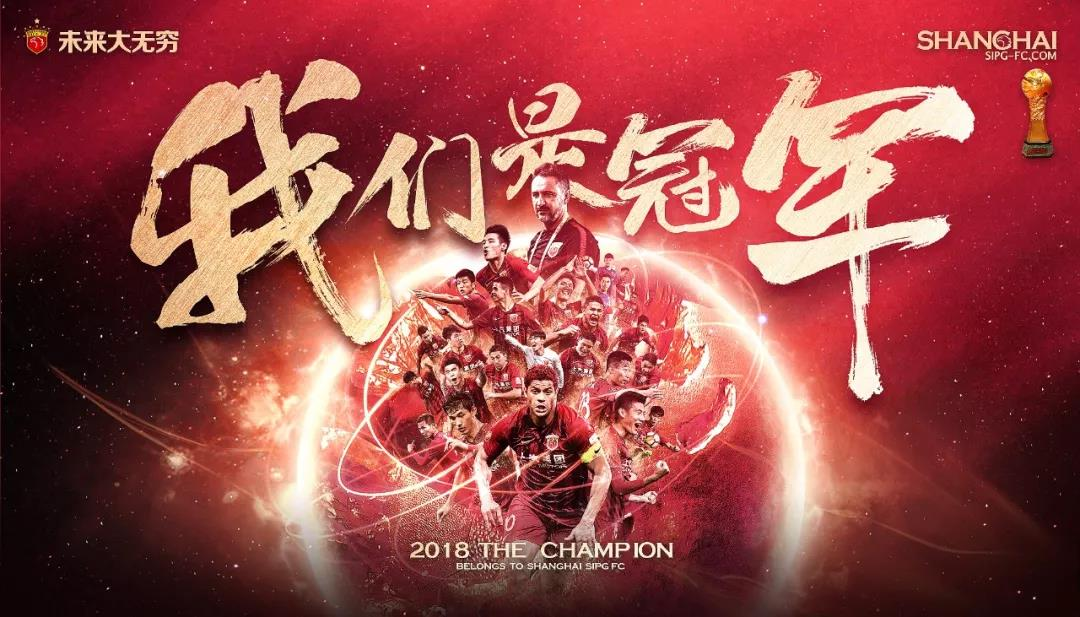 未来大无穷
SHANGHAI
SIPG-FC.COM
我们是冠军
2018 THE CHAMPION
BELONGS TO SHANGHAI SIPG FC